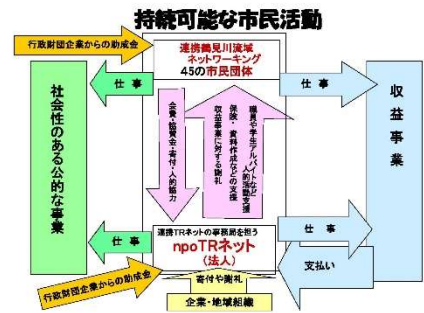 持続可能な市民活動
行政財団企業からの助成金
連携鶴見川流域
ネットワーキング
45の市民団体
仕 事
仕 事
社会性のある公的な事業
収益事業
会費・協賛金・寄付・人的協力
職員や学生アルバイトなど
人的活動支援
保険・資料作成などの支援
収益事業に対する謝礼
連携TRネットの事務局を担う
npoTRネット
(法人)
仕 事
仕 事
支払い
行政財団企業からの助成金
寄付や謝礼
企業・地域組織